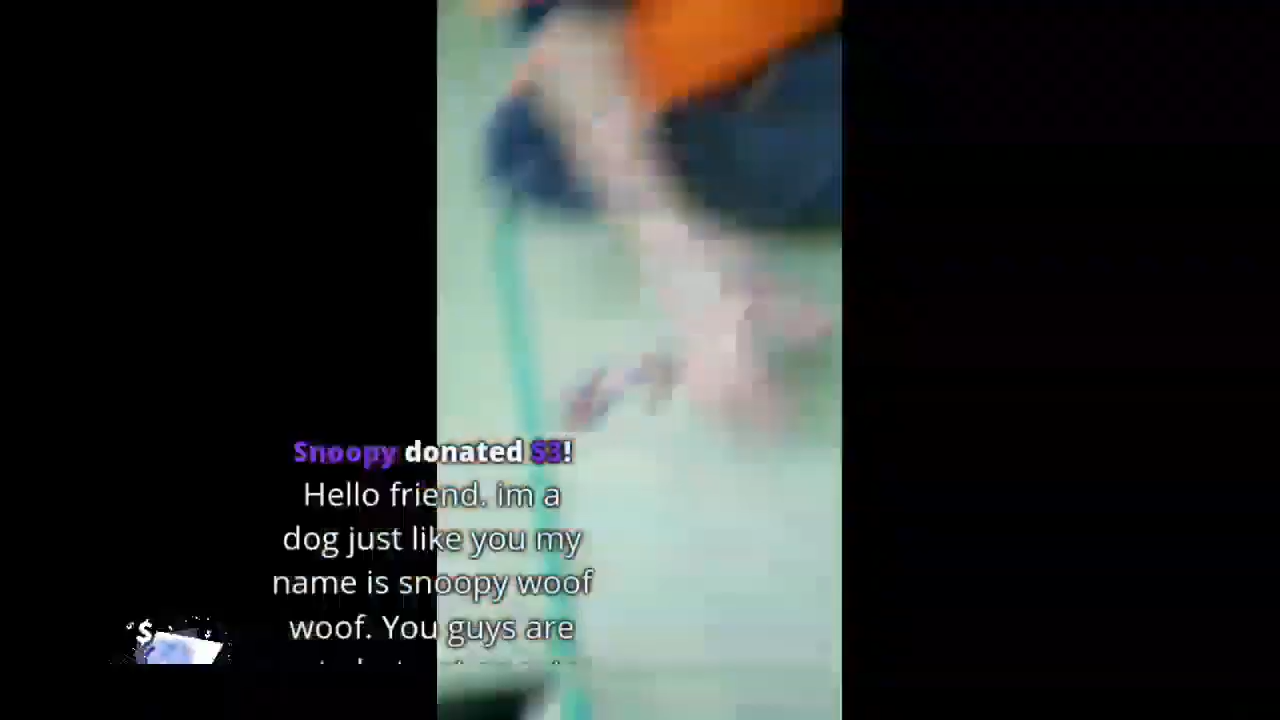 Snoopy donated $3!
Hello friend. im a
dog just like you my
name is snoopy woof
woof. You guys are